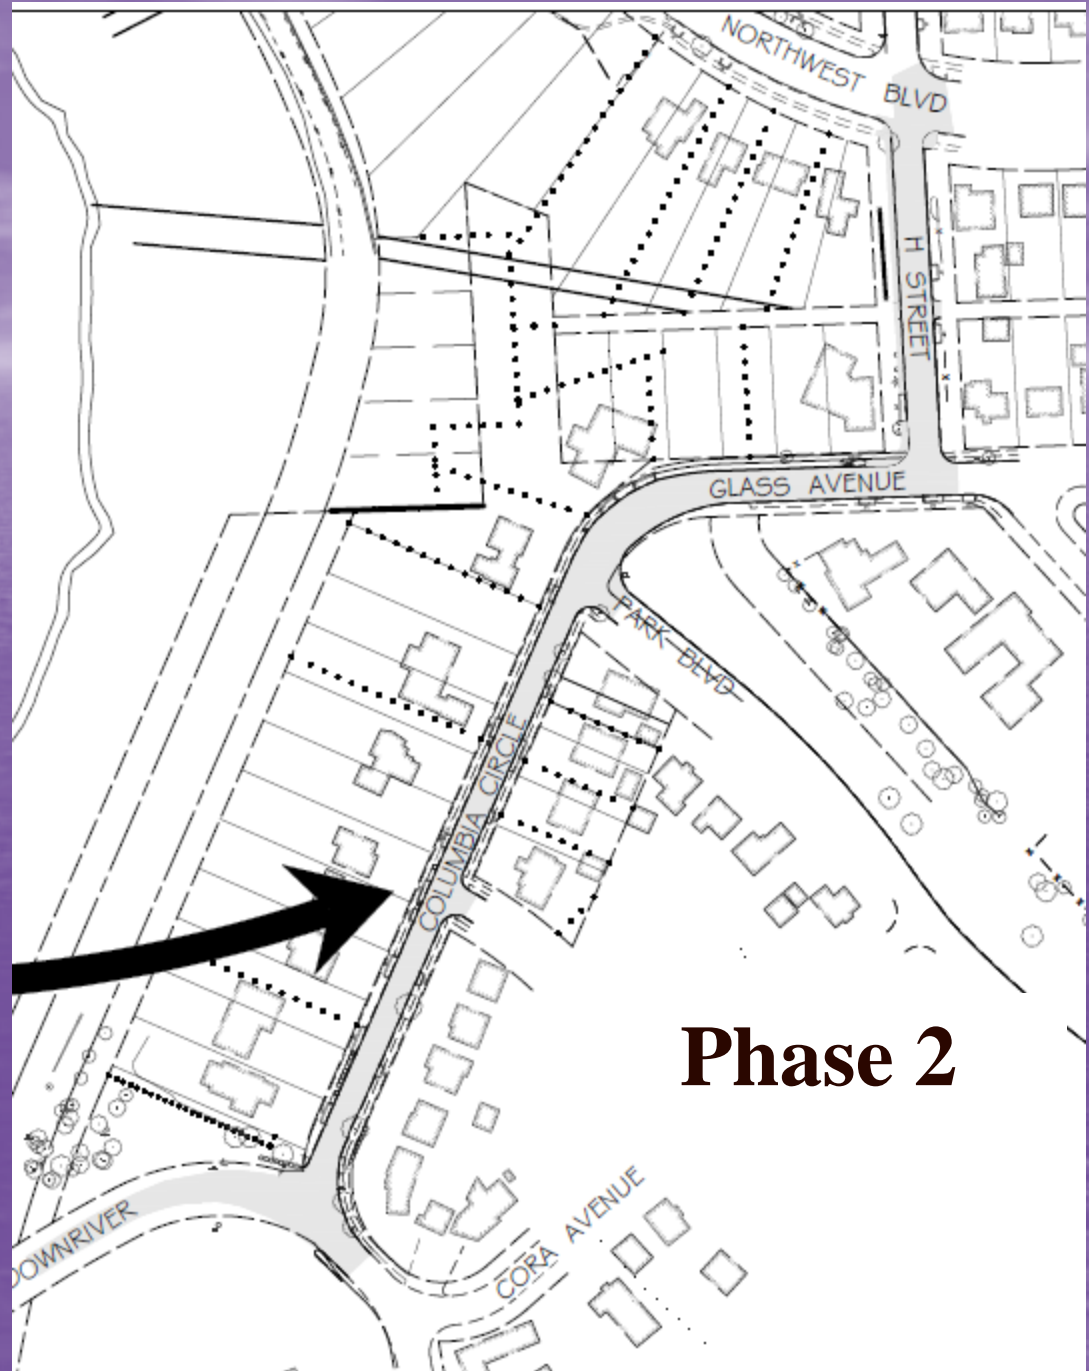 NORTHWEST BLVD
H STREET
GLASS AVENUE
PARK BLVD
COLUMBIA CIRCLE
Phase 2
DOWNRIVER
CORA AVENUE